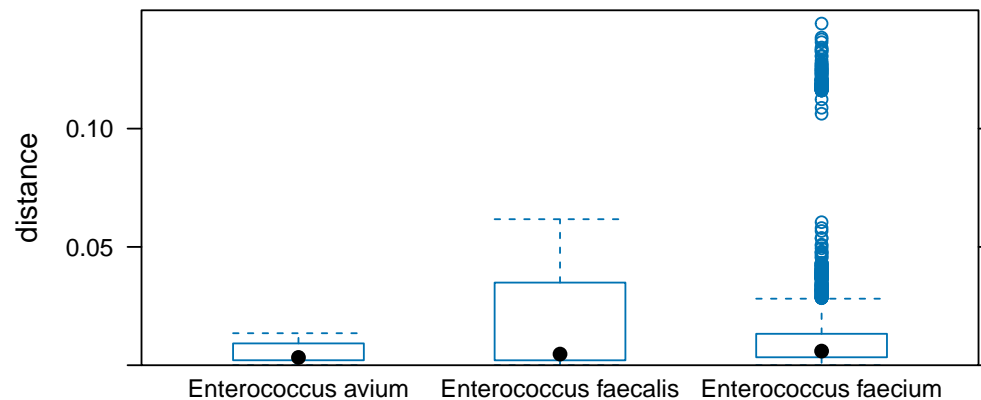 distance
0.10
0.05
Enterococcus avium
Enterococcus faecalis
Enterococcus faecium